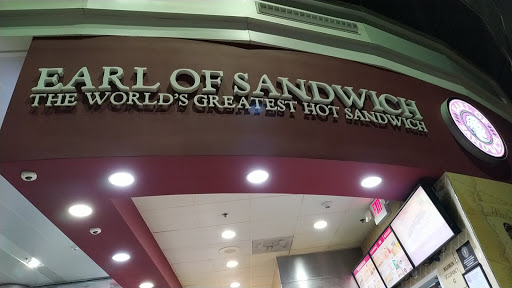 EARL OF SANDWICH
THE WORLD'S GREATEST HOT SANDWICH